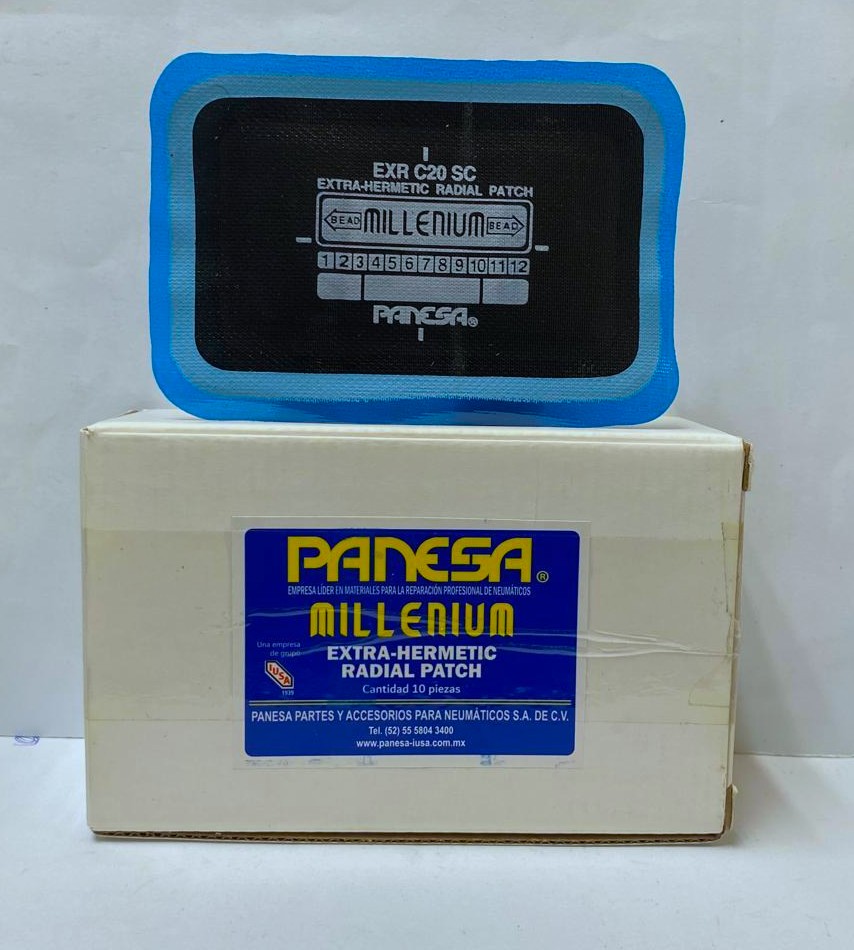 EXR C20 SC
EXTRA-HERMETIC RADIAL PATCH
BEAD MILLENIUM BEAD
1 2 3 4 5 6 7 8 9 10 11 12
PANESA®
PANESA®
EMPRESA LÍDER EN MATERIALES PARA LA REPARACIÓN PROFESIONAL DE NEUMÁTICOS
MILLENIUM
Una empresa
de grupo
IUSA
1939
EXTRA-HERMETIC
RADIAL PATCH
Cantidad 10 piezas
PANESA PARTES Y ACCESORIOS PARA NEUMÁTICOS S.A. DE C.V.
Tel. (52) 55 5804 3400
www.panesa-iusa.com.mx